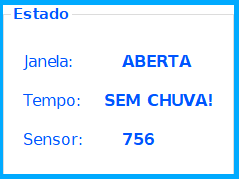 Estado
Janela: ABERTA
Tempo: SEM CHUVA!
Sensor: 756